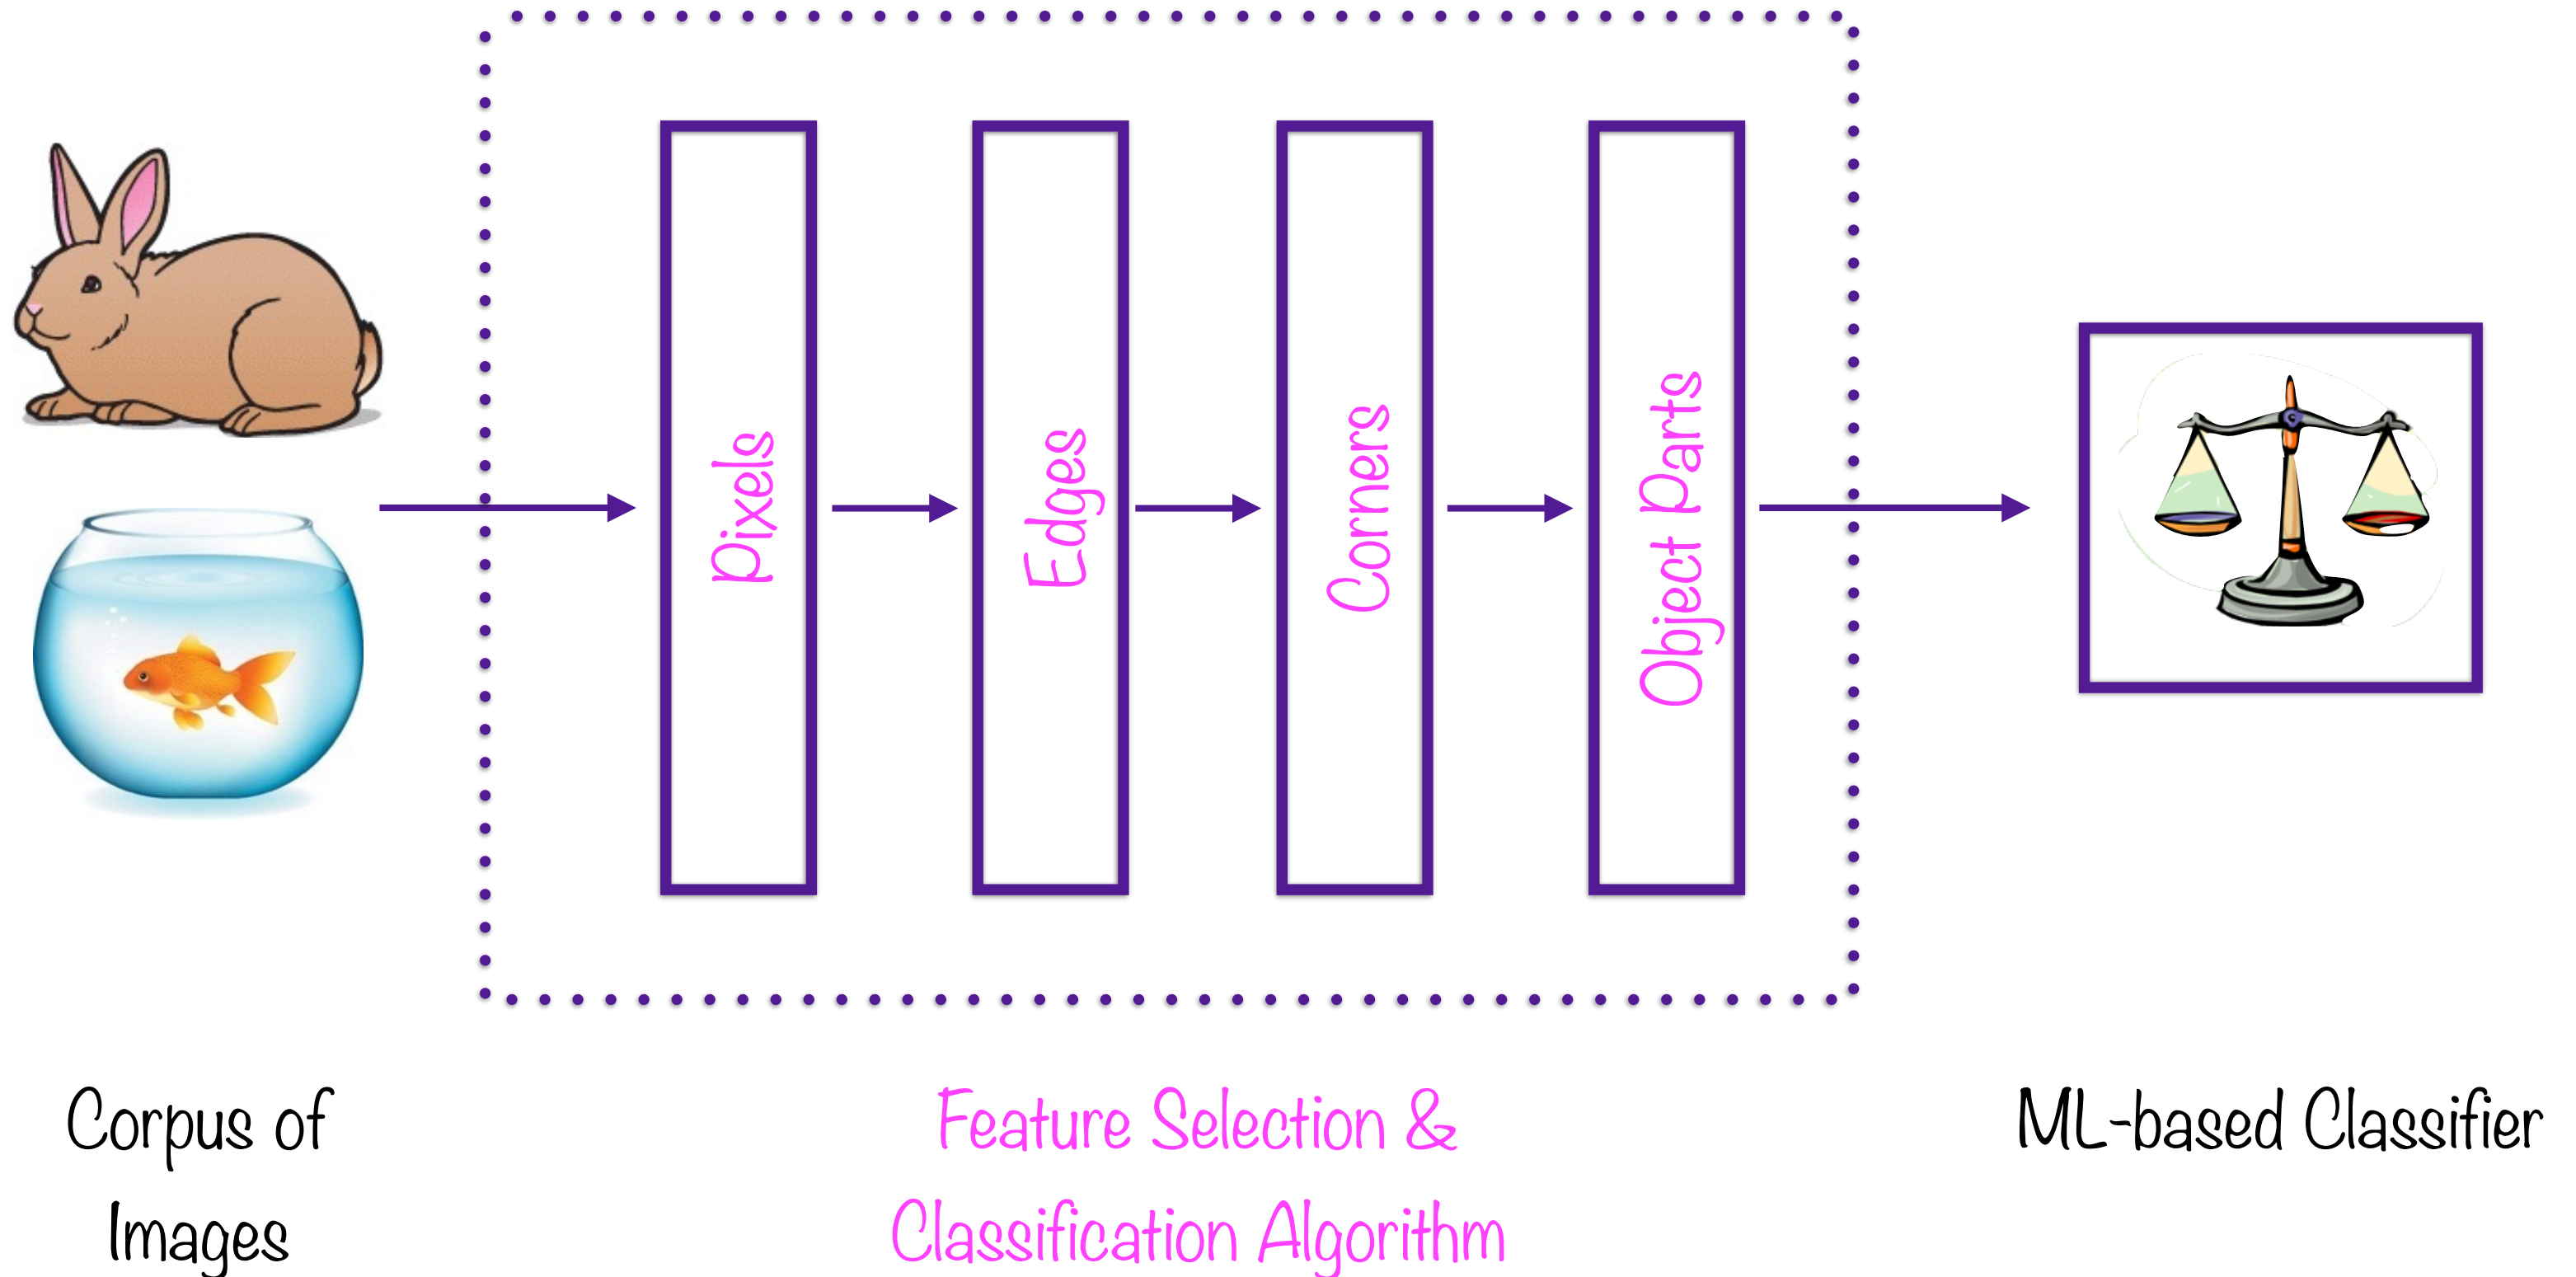 Pixels
Edges
Corners
Object Parts
Corpus of
Images
Feature Selection &
Classification Algorithm
ML-based Classifier